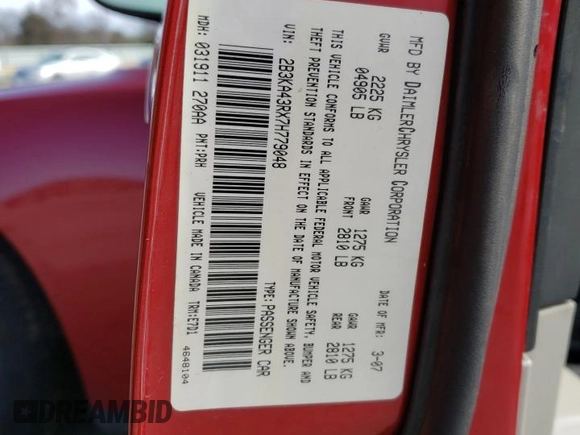 MFD BY DAIMLERCHRYSLER CORPORATION
DATE OF MFR: 3-07
GVWR 2225 KG 04905 LB
GAWR FRONT 1275 KG 2810 LB
GAWR REAR 1275 KG 2810 LB
THIS VEHICLE CONFORMS TO ALL APPLICABLE FEDERAL MOTOR VEHICLE SAFETY, BUMPER AND
THEFT PREVENTION STANDARDS IN EFFECT ON THE DATE OF MANUFACTURE SHOWN ABOVE.
VIN: 2B3KA43RX7H779048 TYPE: PASSENGER CAR
MDH: 031911 270AA PNT: PRH VEHICLE MADE IN CANADA TRM: E7D1
4648104
DREAMBID